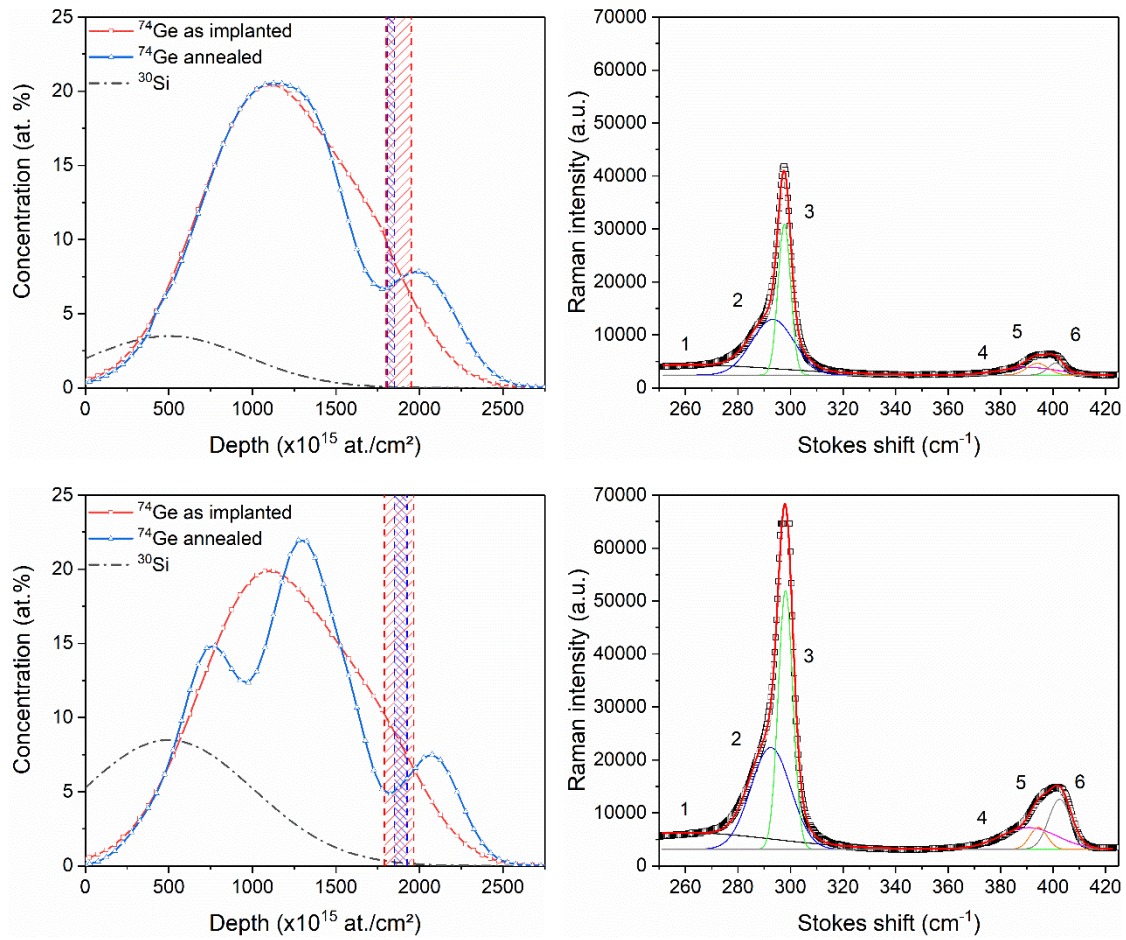 25
20
15
10
5
0
Concentration (at. %)
⁷⁴Ge as implanted
⁷⁴Ge annealed
³⁰Si
0 500 1000 1500 2000 2500
Depth (x10¹⁵ at./cm²)
70000
60000
50000
40000
30000
20000
10000
0
Raman intensity (a.u.)
1
2
3
4
5
6
260 280 300 320 340 360 380 400 420
Stokes shift (cm⁻¹)
25
20
15
10
5
0
Concentration (at.%)
⁷⁴Ge as implanted
⁷⁴Ge annealed
³⁰Si
0 500 1000 1500 2000 2500
Depth (x10¹⁵ at./cm²)
70000
60000
50000
40000
30000
20000
10000
0
Raman intensity (a.u.)
1
2
3
4
5
6
260 280 300 320 340 360 380 400 420
Stokes shift (cm⁻¹)